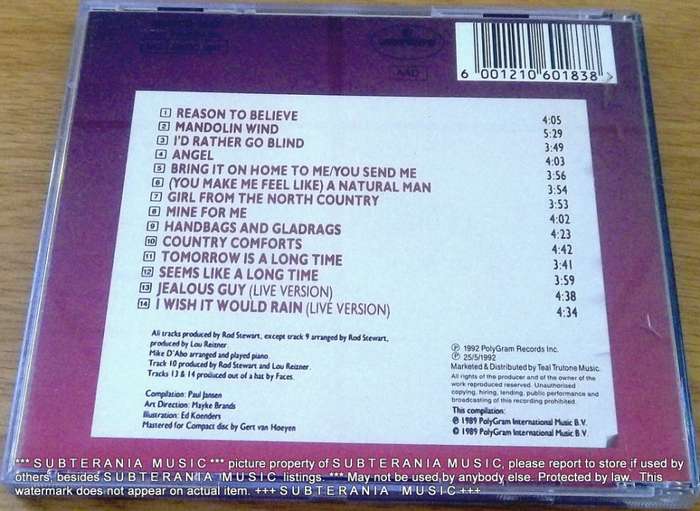 AAD
6 001210 601838 >
1 REASON TO BELIEVE 4:05
2 MANDOLIN WIND 5:29
3 I'D RATHER GO BLIND 3:49
4 ANGEL 4:03
5 BRING IT ON HOME TO ME/YOU SEND ME 3:56
6 (YOU MAKE ME FEEL LIKE) A NATURAL MAN 3:54
7 GIRL FROM THE NORTH COUNTRY 3:53
8 MINE FOR ME 4:02
9 HANDBAGS AND GLADRAGS 4:23
10 COUNTRY COMFORTS 4:42
11 TOMORROW IS A LONG TIME 3:41
12 SEEMS LIKE A LONG TIME 3:59
13 JEALOUS GUY (LIVE VERSION) 4:38
14 I WISH IT WOULD RAIN (LIVE VERSION) 4:34
All tracks produced by Rod Stewart, except track 9 arranged by Rod Stewart,
produced by Lou Reizner.
Mike D'Abo arranged and played piano.
Track 10 produced by Rod Stewart and Lou Reizner.
Tracks 13 & 14 produced out of a hat by Faces.
Compilation: Paul Jansen
Art Direction: Mayke Brands
Illustration: Ed Koenders
Mastered for Compact disc by Gert van Hoeyen
℗ 1992 PolyGram Records Inc.
℗ 25/5/1992
Marketed & Distributed by Teal Trutone Music.
All rights of the producer and of the owner of the
work reproduced reserved. Unauthorised
copying, hiring, lending, public performance and
broadcasting of this recording prohibited.
This compilation:
℗ 1989 PolyGram International Music B.V.
© 1989 PolyGram International Music B.V.
*** SUBTERANIA MUSIC *** picture property of SUBTERANIA MUSIC, please report to store if used by
others, besides SUBTERANIA MUSIC listings. *** May not be used,by anybody else. Protected by law. This
watermark does not appear on actual item. +++ SUBTERANIA MUSIC +++